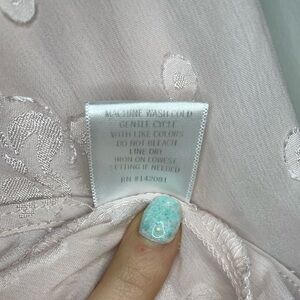 MACHINE WASH COLD
GENTLE CYCLE
WITH LIKE COLORS
DO NOT BLEACH
LINE DRY
IRON ON LOWEST
SETTING IF NEEDED
RN #142091